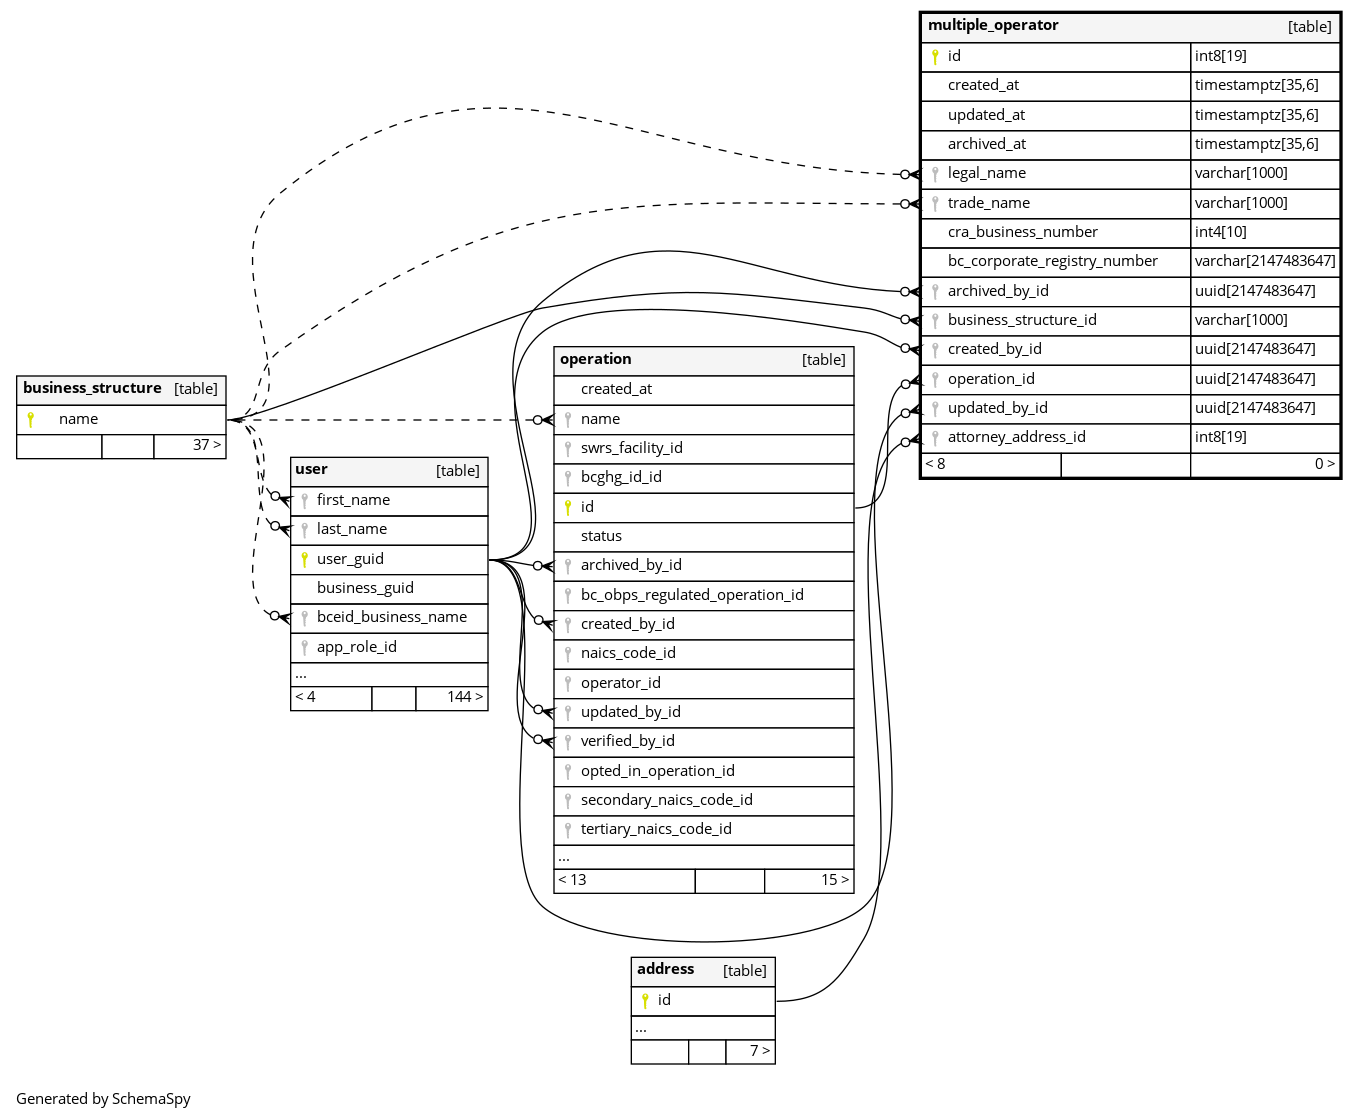 multiple_operator [table]
id int8[19]
created_at timestamptz[35,6]
updated_at timestamptz[35,6]
archived_at timestamptz[35,6]
legal_name varchar[1000]
trade_name varchar[1000]
cra_business_number int4[10]
bc_corporate_registry_number varchar[2147483647]
archived_by_id uuid[2147483647]
business_structure_id varchar[1000]
created_by_id uuid[2147483647]
operation_id uuid[2147483647]
updated_by_id uuid[2147483647]
attorney_address_id int8[19]
< 8 0 >
business_structure [table]
name
37 >
user [table]
first_name
last_name
user_guid
business_guid
bceid_business_name
app_role_id
...
< 4 144 >
operation [table]
created_at
name
swrs_facility_id
bcghg_id_id
id
status
archived_by_id
bc_obps_regulated_operation_id
created_by_id
naics_code_id
operator_id
updated_by_id
verified_by_id
opted_in_operation_id
secondary_naics_code_id
tertiary_naics_code_id
...
< 13 15 >
address [table]
id
...
7 >
Generated by SchemaSpy